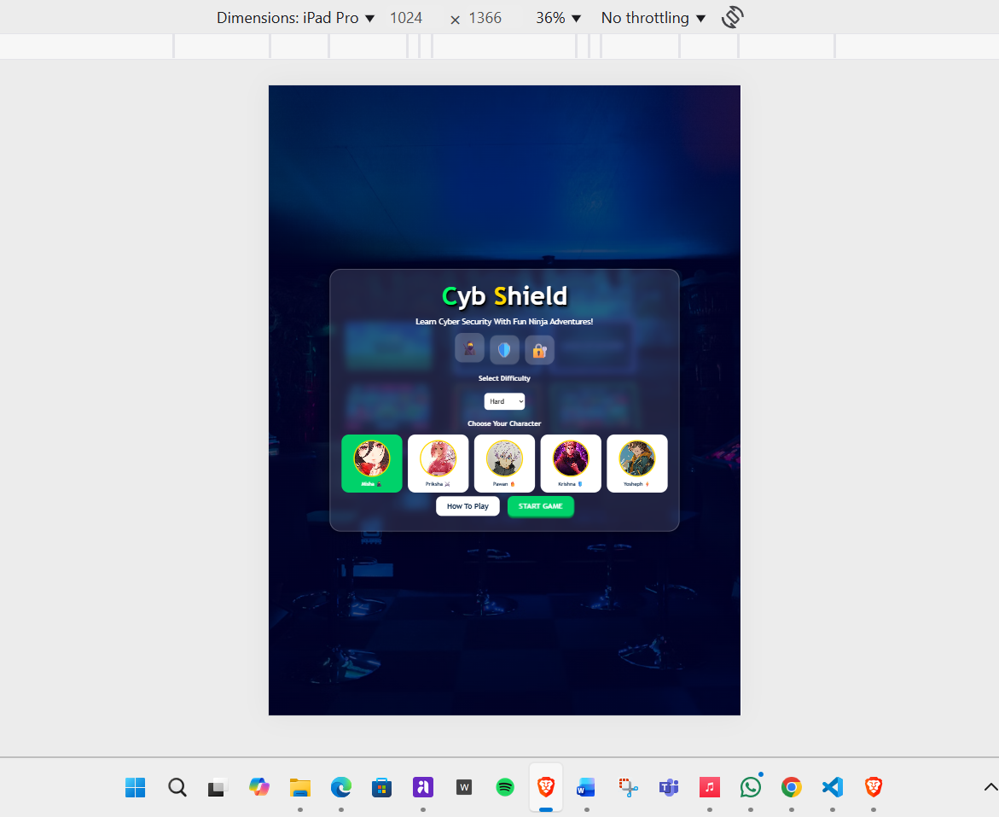 Dimensions: iPad Pro ▼ 1024 × 1366 36% ▼ No throttling ▼
Cyb Shield
Learn Cyber Security With Fun Ninja Adventures!
Select Difficulty
Hard
Choose Your Character
Misha Priksha Pawan Krishna Yosheph
How To Play START GAME
W W